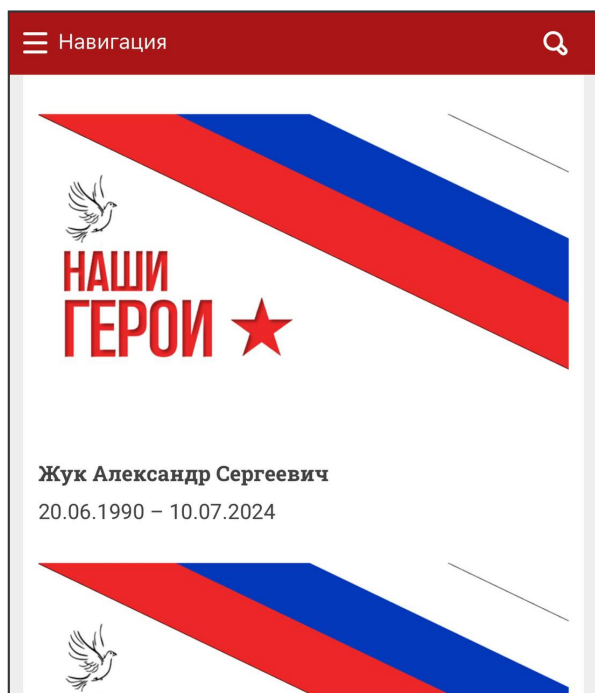 Навигация
НАШИ
ГЕРОИ
Жук Александр Сергеевич
20.06.1990 – 10.07.2024